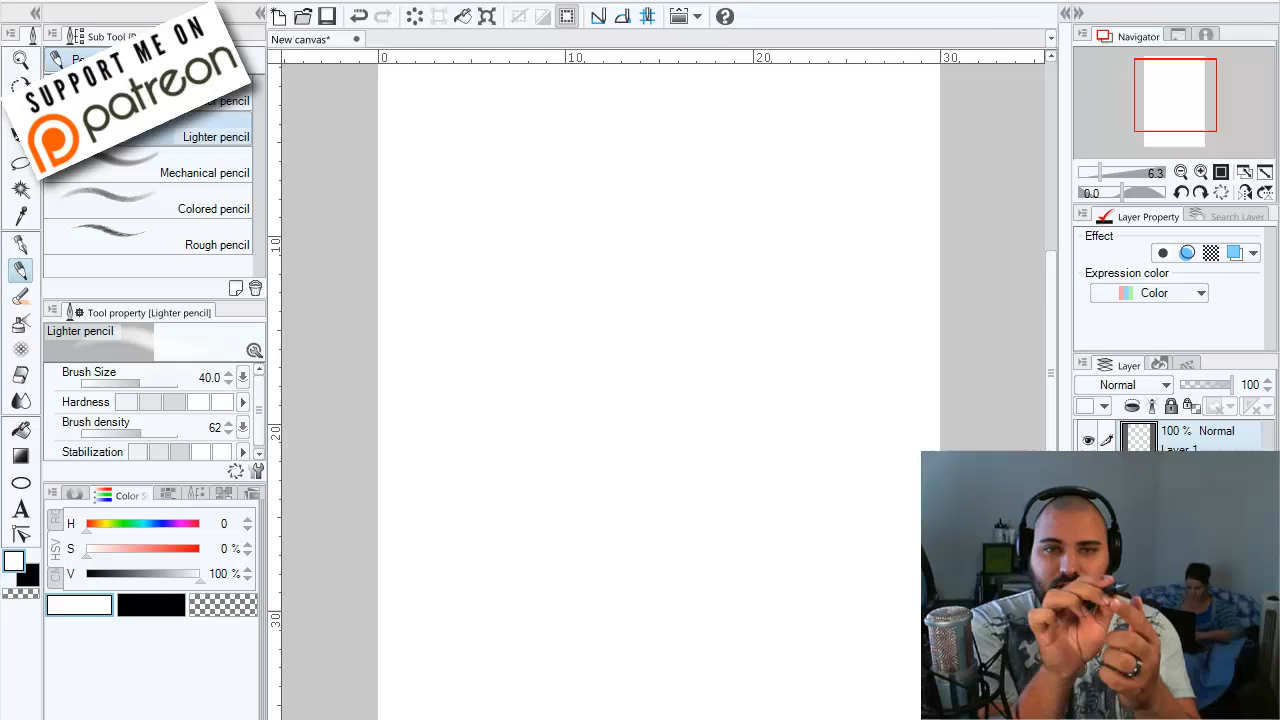 SUPPORT ME ON
patreon
Sub Tool [P
Lighter pencil
Mechanical pencil
Colored pencil
Rough pencil
Tool property [Lighter pencil]
Lighter pencil
Brush Size 40.0
Hardness
Brush density 62
Stabilization
Color S
H 0
S 0 %
V 100 %
HSV
New canvas*
0 10 20 30
10
20
30
Navigator
6.3
0.0
Layer Property Search Layer
Effect
Expression color
Color
Layer
Normal 100
100 % Normal
Layer 1